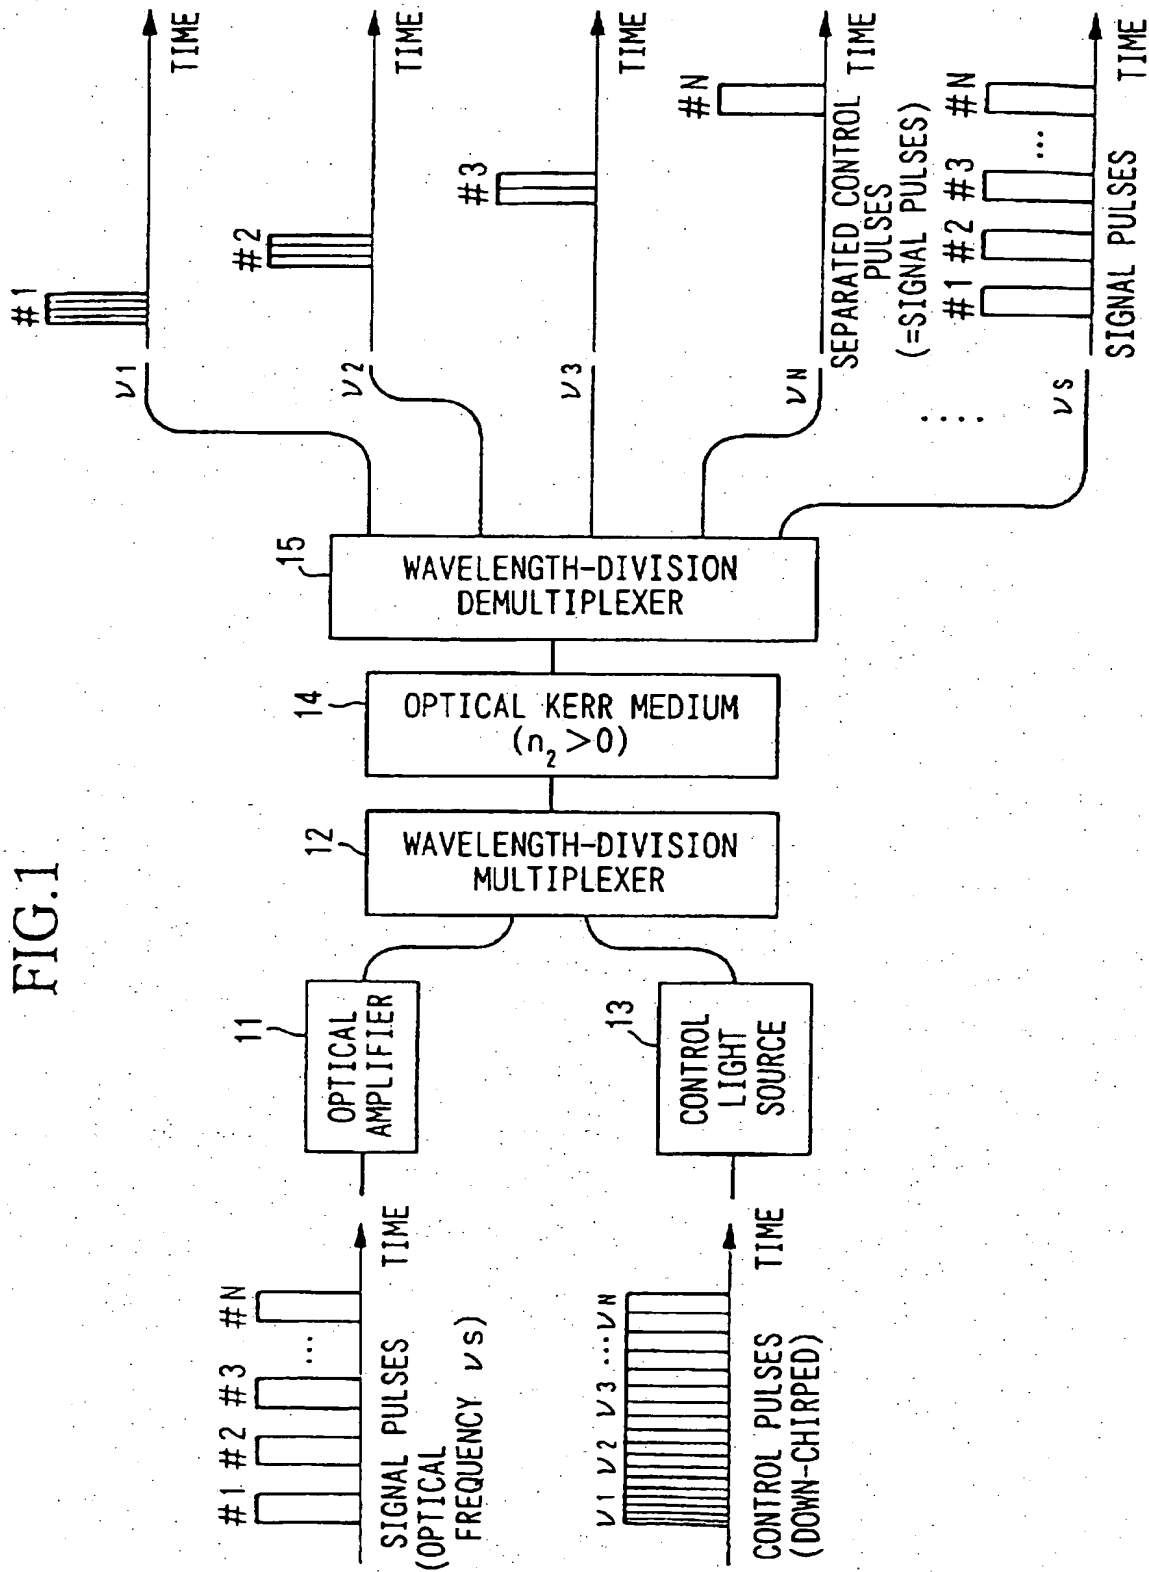 FIG.1
#1 #2 #3 ... #N
TIME
SIGNAL PULSES
(OPTICAL
FREQUENCY νs)
ν1 ν2 ν3 ...νN
TIME
CONTROL PULSES
(DOWN-CHIRPED)
11
OPTICAL
AMPLIFIER
13
CONTROL
LIGHT
SOURCE
12
WAVELENGTH-DIVISION
MULTIPLEXER
14
OPTICAL KERR MEDIUM
(n2>0)
15
WAVELENGTH-DIVISION
DEMULTIPLEXER
ν1
#1
TIME
ν2
#2
TIME
ν3
#3
TIME
νN
#N
TIME
SEPARATED CONTROL
PULSES
(=SIGNAL PULSES)
....
νS
#1 #2 #3 ... #N
TIME
SIGNAL PULSES